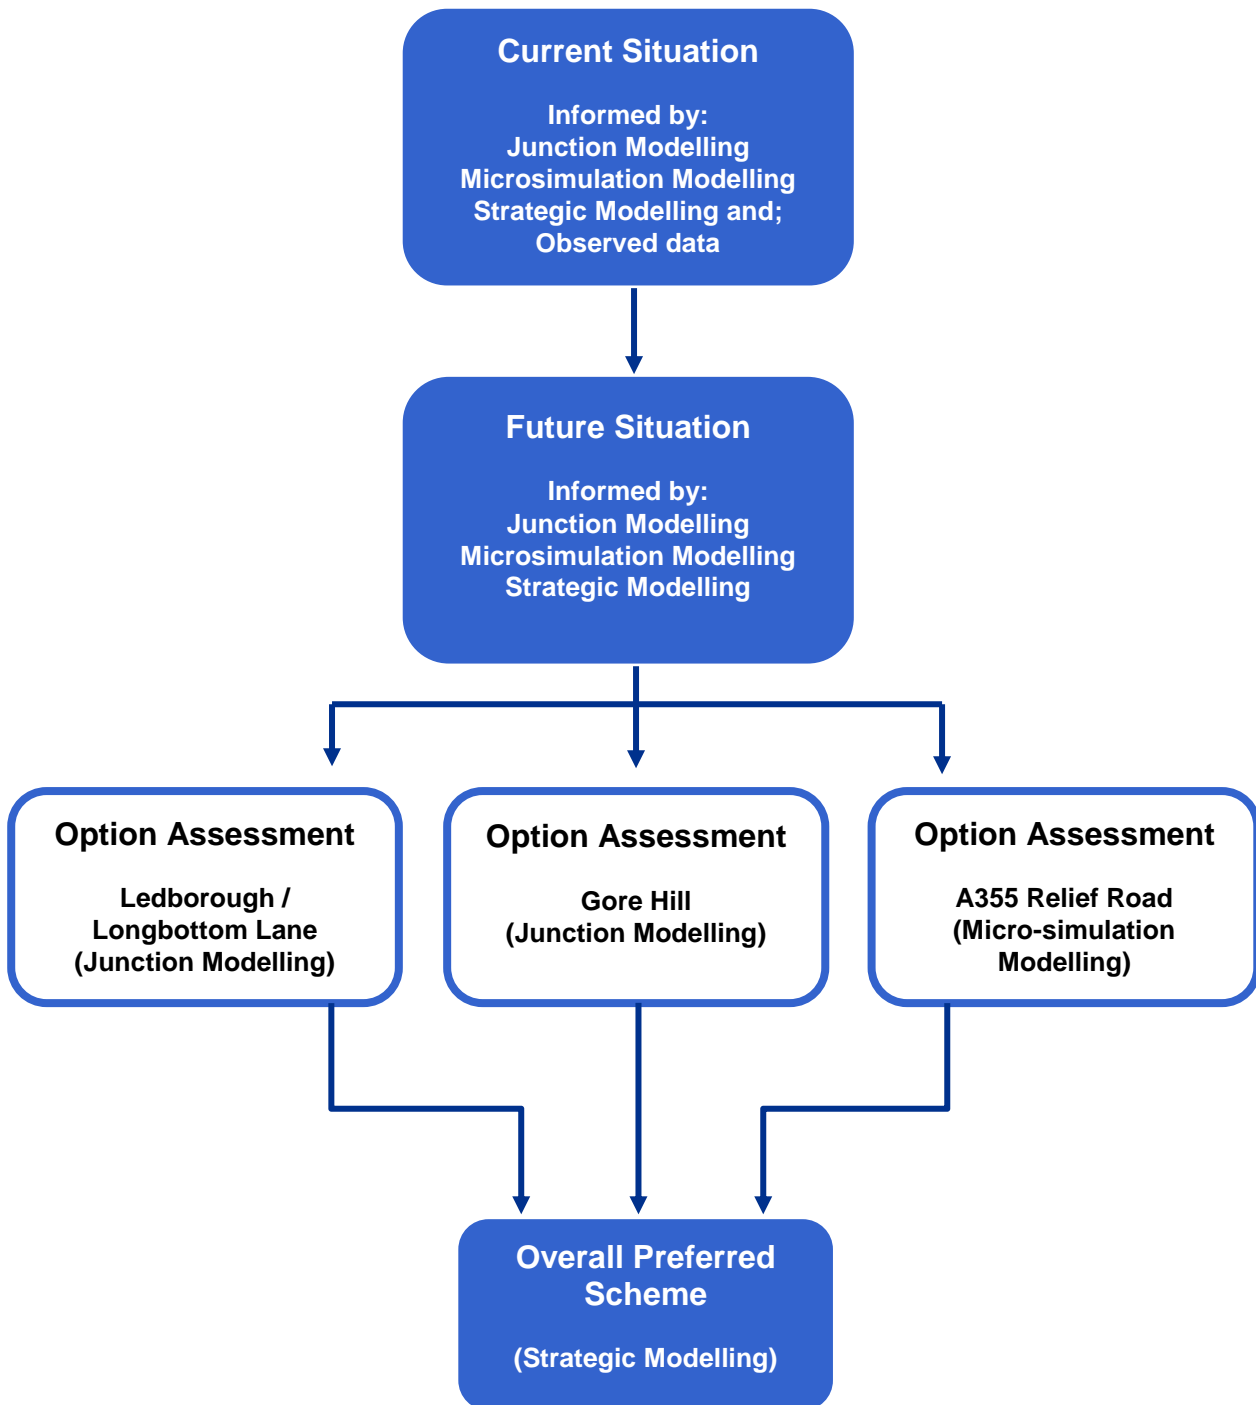 Current Situation
Informed by:
Junction Modelling
Microsimulation Modelling
Strategic Modelling and;
Observed data
Future Situation
Informed by:
Junction Modelling
Microsimulation Modelling
Strategic Modelling
Option Assessment
Ledborough /
Longbottom Lane
(Junction Modelling)
Option Assessment
Gore Hill
(Junction Modelling)
Option Assessment
A355 Relief Road
(Micro-simulation
Modelling)
Overall Preferred
Scheme
(Strategic Modelling)